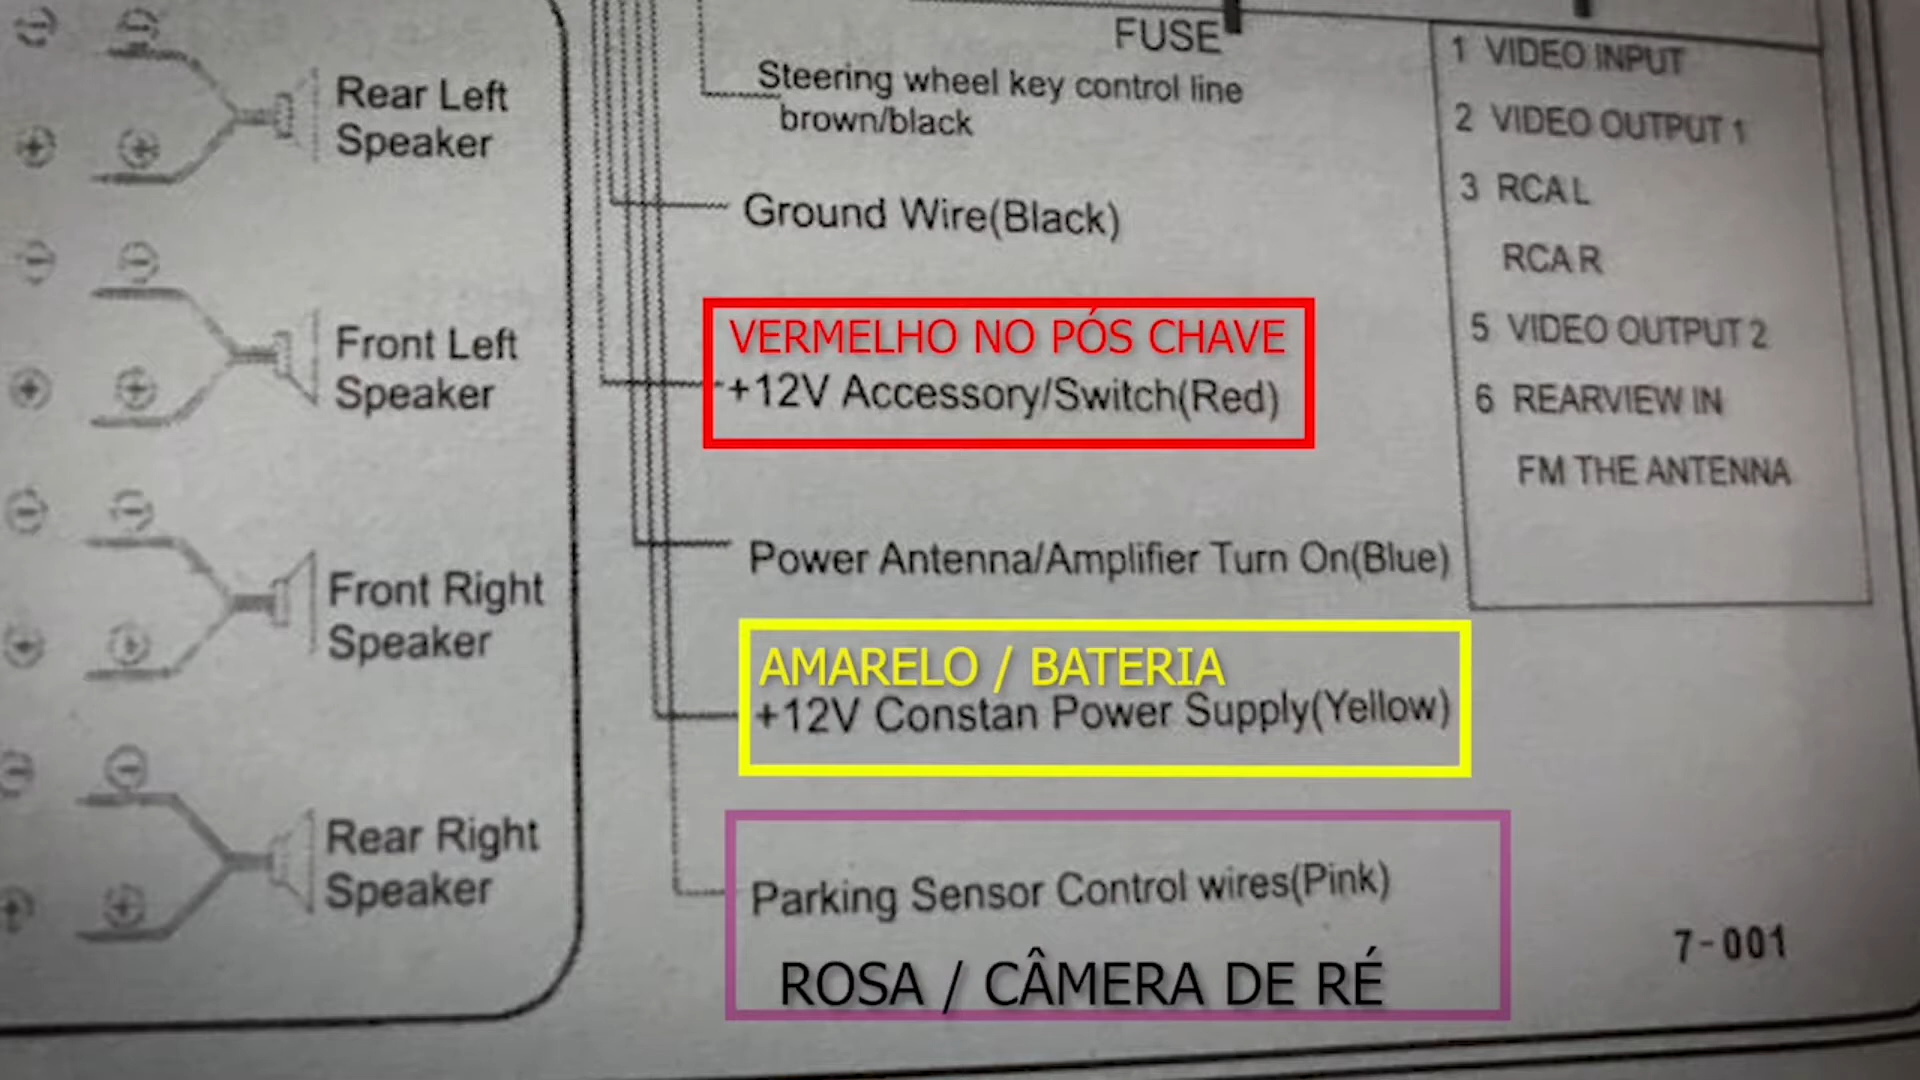 Rear Left
Speaker
Front Left
Speaker
Front Right
Speaker
Rear Right
Speaker
FUSE
Steering wheel key control line
brown/black
Ground Wire(Black)
VERMELHO NO PÓS CHAVE
+12V Accessory/Switch(Red)
Power Antenna/Amplifier Turn On(Blue)
AMARELO / BATERIA
+12V Constan Power Supply(Yellow)
Parking Sensor Control wires(Pink)
ROSA / CÂMERA DE RÉ
1 VIDEO INPUT
2 VIDEO OUTPUT 1
3 RCA L
RCA R
5 VIDEO OUTPUT 2
6 REARVIEW IN
FM THE ANTENNA
7-001